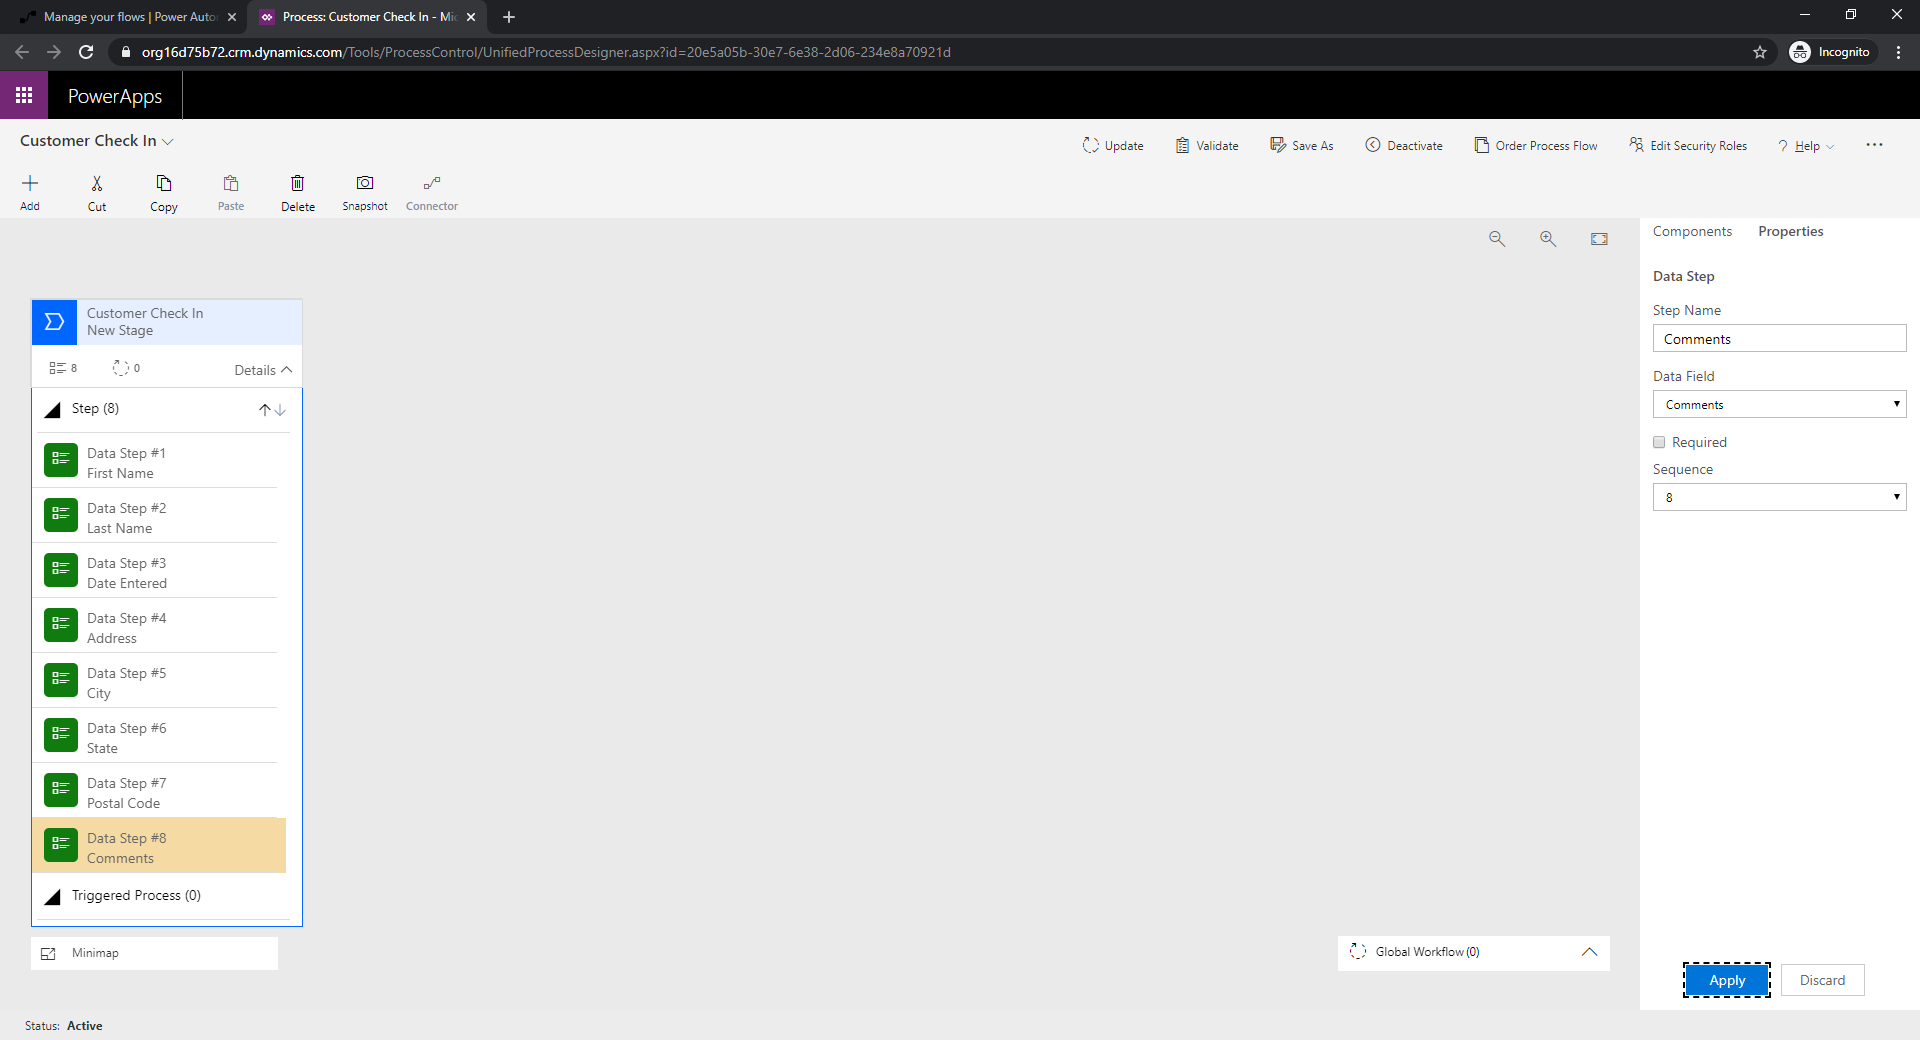 Manage your flows | Power Auto
Process: Customer Check In - Mic
org16d75b72.crm.dynamics.com/Tools/ProcessControl/UnifiedProcessDesigner.aspx?id=20e5a05b-30e7-6e38-2d06-234e8a70921d
Incognito
PowerApps
Customer Check In
Update
Validate
Save As
Deactivate
Order Process Flow
Edit Security Roles
? Help
...
Add
Cut
Copy
Paste
Delete
Snapshot
Connector
Components
Properties
Customer Check In
New Stage
8
0
Details
Step (8)
Data Step #1
First Name
Data Step #2
Last Name
Data Step #3
Date Entered
Data Step #4
Address
Data Step #5
City
Data Step #6
State
Data Step #7
Postal Code
Data Step #8
Comments
Triggered Process (0)
Minimap
Global Workflow (0)
Data Step
Step Name
Comments
Data Field
Comments
Required
Sequence
8
Apply
Discard
Status: Active